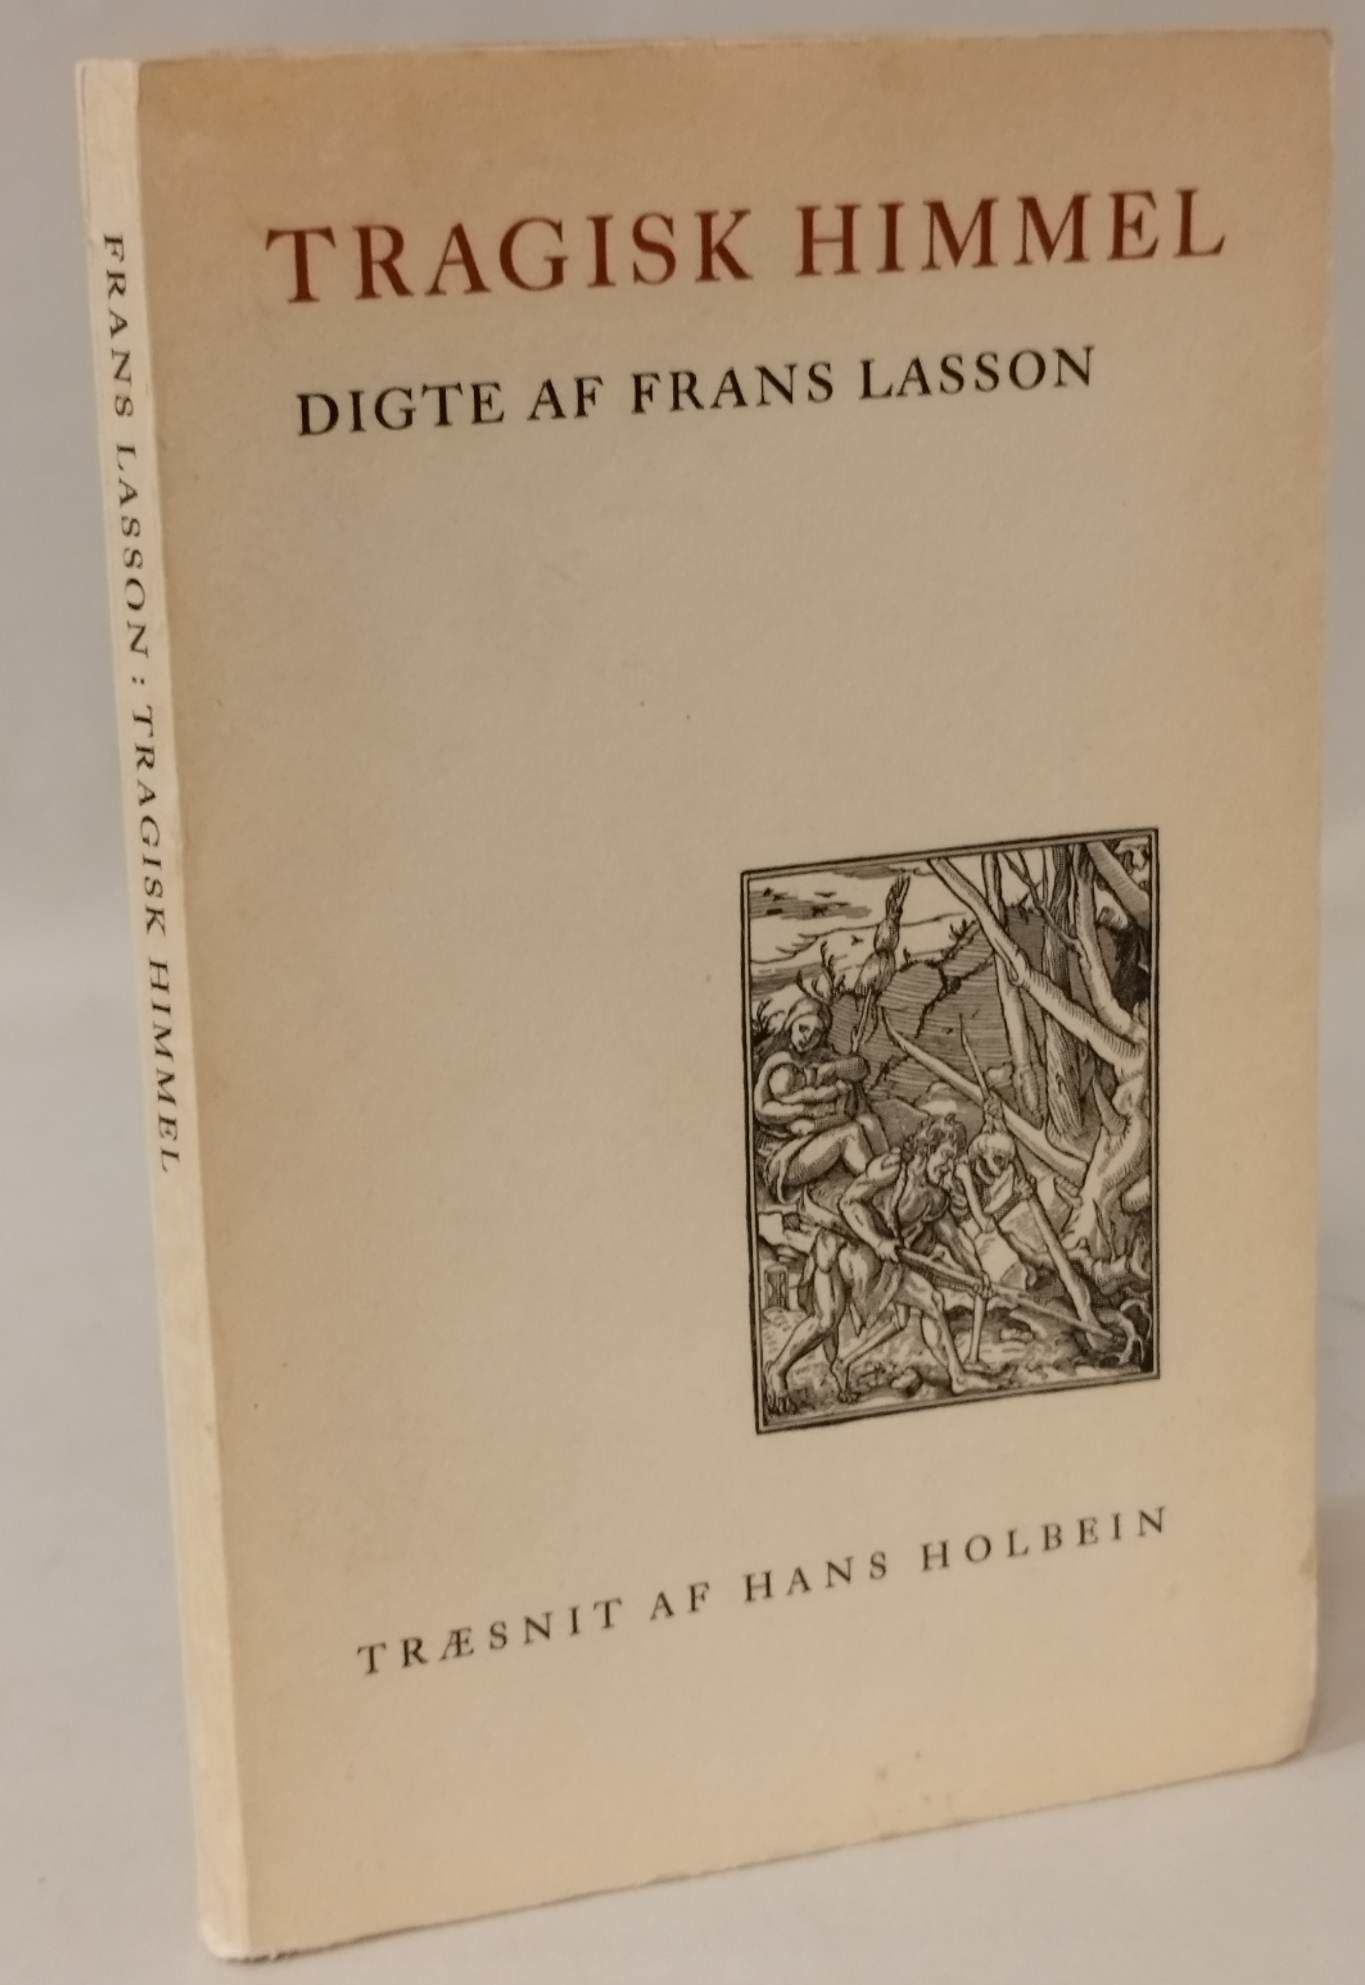 TRAGISK HIMMEL
DIGTE AF FRANS LASSON
TRÆSNIT AF HANS HOLBEIN
FRANS LASSON : TRAGISK HIMMEL